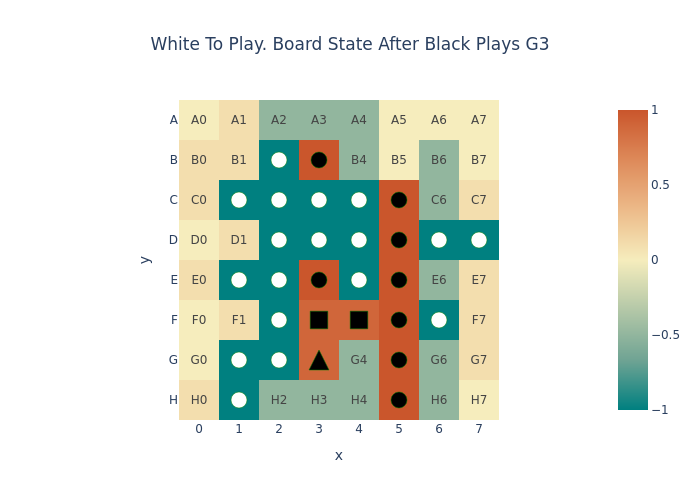 White To Play. Board State After Black Plays G3
A A0 A1 A2 A3 A4 A5 A6 A7
B B0 B1 B4 B5 B6 B7
C C0 C6 C7
D D0 D1
E E0 E6 E7
F F0 F1 F7
G G0 G4 G6 G7
H H0 H2 H3 H4 H6 H7
0 1 2 3 4 5 6 7
x
y
1
0.5
0
−0.5
−1